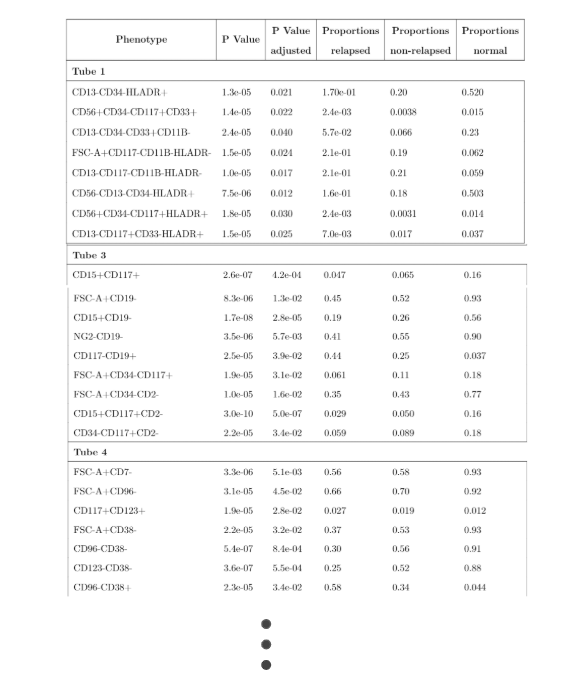 Phenotype P Value P Value adjusted Proportions relapsed Proportions non-relapsed Proportions normal
Tube 1
CD13-CD34-HLADR+ 1.3e-05 0.021 1.70e-01 0.20 0.520
CD56+CD34-CD117+CD33+ 1.4e-05 0.022 2.4e-03 0.0038 0.015
CD13-CD34-CD33+CD11B- 2.4e-05 0.040 5.7e-02 0.066 0.23
FSC-A+CD117-CD11B-HLADR- 1.5e-05 0.024 2.1e-01 0.19 0.062
CD13-CD117-CD11B-HLADR- 1.0e-05 0.017 2.1e-01 0.21 0.059
CD56-CD13-CD34-HLADR+ 7.5e-06 0.012 1.6e-01 0.18 0.503
CD56+CD34-CD117+HLADR+ 1.8e-05 0.030 2.4e-03 0.0031 0.014
CD13-CD117+CD33-HLADR+ 1.5e-05 0.025 7.0e-03 0.017 0.037
Tube 3
CD15+CD117+ 2.6e-07 4.2e-04 0.047 0.065 0.16
FSC-A+CD19- 8.3e-06 1.3e-02 0.45 0.52 0.93
CD15+CD19- 1.7e-08 2.8e-05 0.19 0.26 0.56
NG2-CD19- 3.5e-06 5.7e-03 0.41 0.55 0.90
CD117-CD19+ 2.5e-05 3.9e-02 0.44 0.25 0.037
FSC-A+CD34-CD117+ 1.9e-05 3.1e-02 0.061 0.11 0.18
FSC-A+CD34-CD2- 1.0e-05 1.6e-02 0.35 0.43 0.77
CD15+CD117+CD2- 3.0e-10 5.0e-07 0.029 0.050 0.16
CD34-CD117+CD2- 2.2e-05 3.4e-02 0.059 0.089 0.18
Tube 4
FSC-A+CD7- 3.3e-06 5.1e-03 0.56 0.58 0.93
FSC-A+CD96- 3.1e-05 4.5e-02 0.66 0.70 0.92
CD117+CD123+ 1.9e-05 2.8e-02 0.027 0.019 0.012
FSC-A+CD38- 2.2e-05 3.2e-02 0.37 0.53 0.93
CD96-CD38- 5.4e-07 8.4e-04 0.30 0.56 0.91
CD123-CD38- 3.6e-07 5.5e-04 0.25 0.52 0.88
CD96-CD38+ 2.3e-05 3.4e-02 0.58 0.34 0.044